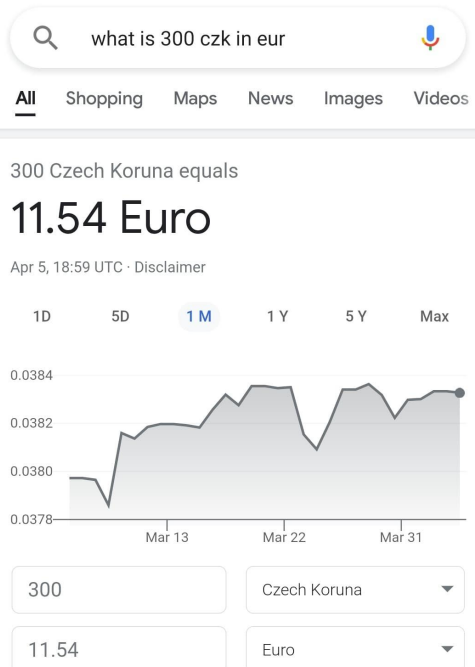 what is 300 czk in eur
All Shopping Maps News Images Videos
300 Czech Koruna equals
11.54 Euro
Apr 5, 18:59 UTC · Disclaimer
1D 5D 1 M 1 Y 5 Y Max
0.0384
0.0382
0.0380
0.0378
Mar 13 Mar 22 Mar 31
300 Czech Koruna
11.54 Euro